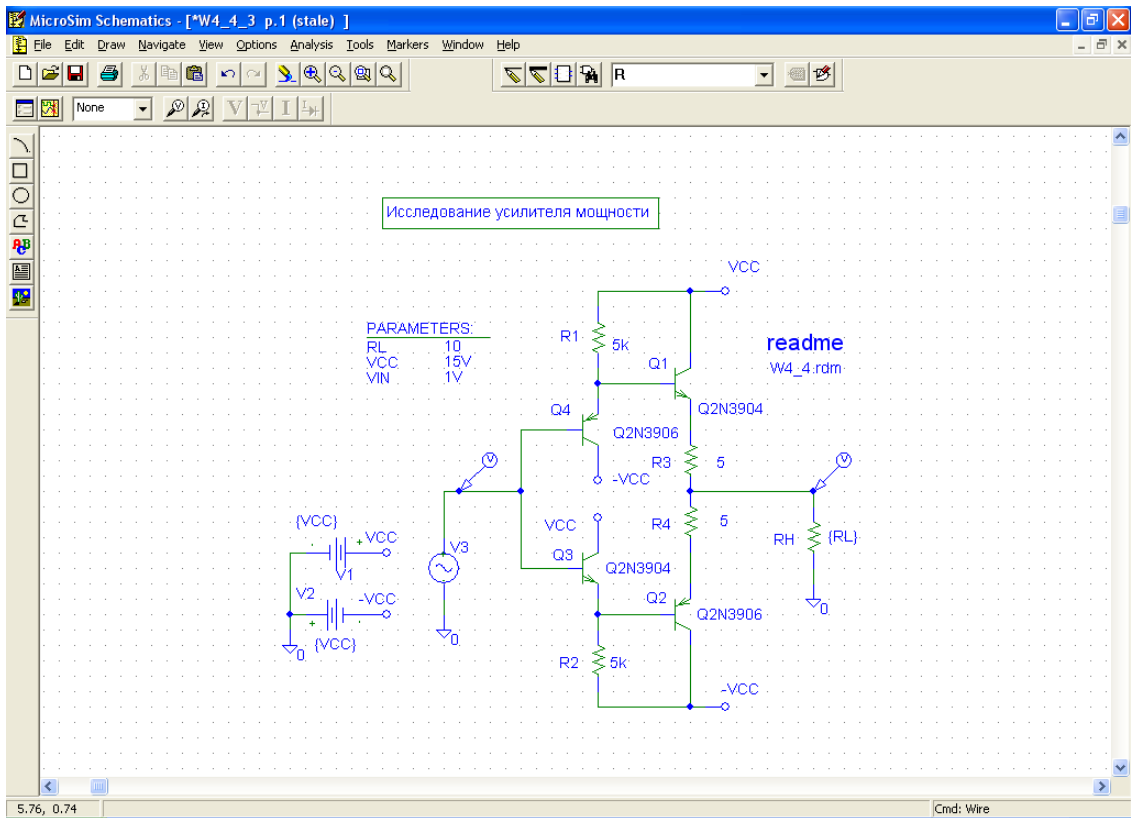 MicroSim Schematics - [*W4_4_3 p.1 (stale) ]
File Edit Draw Navigate View Options Analysis Tools Markers Window Help
R
None
Исследование усилителя мощности
VCC
PARAMETERS:
RL 10
VCC 15V
VIN 1V
R1
5k
readme
W4_4.rdm
Q1
Q2N3904
Q4
Q2N3906
R3 5
-VCC
{VCC}
VCC
V1
V2
-VCC
{VCC}
0
V3
0
VCC
R4 5
RH {RL}
0
Q3
Q2N3904
Q2
Q2N3906
R2 5k
-VCC
5.76, 0.74
Cmd: Wire